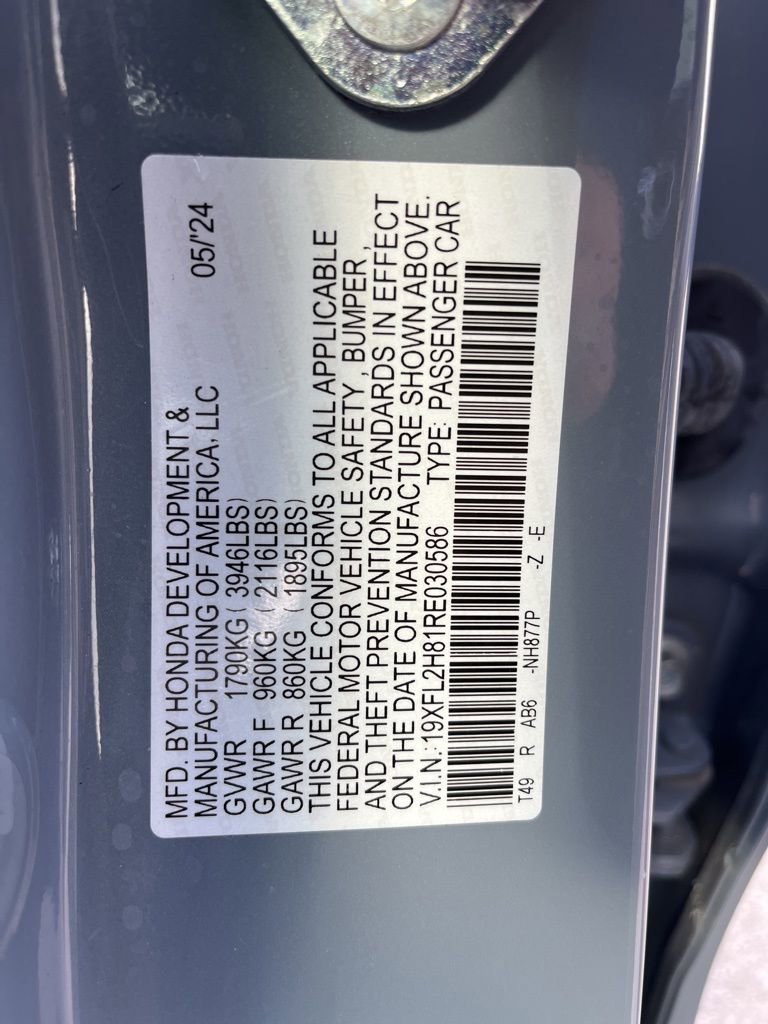 MFD. BY HONDA DEVELOPMENT &
MANUFACTURING OF AMERICA, LLC 05/'24
GVWR 1790KG ( 3946LBS)
GAWR F 960KG ( 2116LBS)
GAWR R 860KG ( 1895LBS)
THIS VEHICLE CONFORMS TO ALL APPLICABLE
FEDERAL MOTOR VEHICLE SAFETY , BUMPER ,
AND THEFT PREVENTION STANDARDS IN EFFECT
ON THE DATE OF MANUFACTURE SHOWN ABOVE.
V.I.N.: 19XFL2H81RE030586 TYPE: PASSENGER CAR
T49 R AB6 -NH877P -Z -E